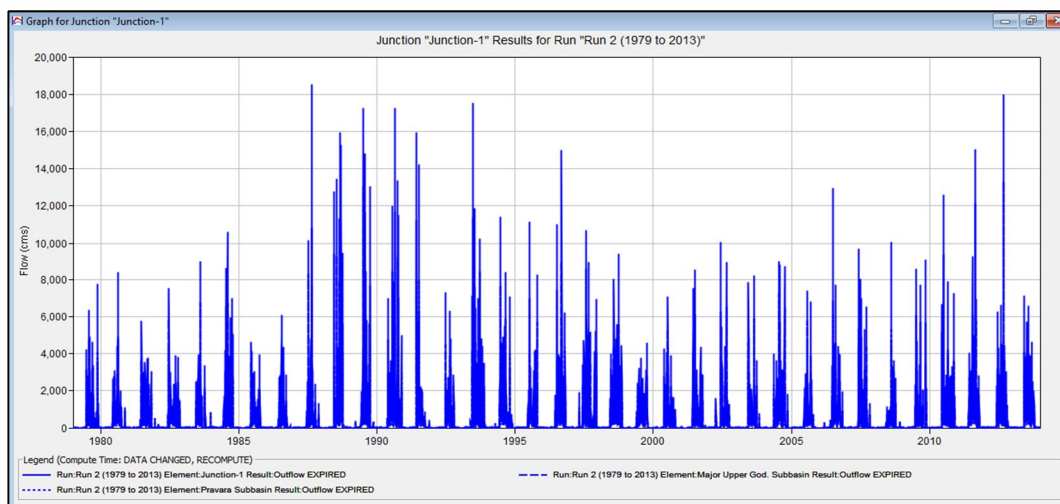 Graph for Junction "Junction-1"
Junction "Junction-1" Results for Run "Run 2 (1979 to 2013)"
20,000
18,000
16,000
14,000
12,000
10,000
8,000
6,000
4,000
2,000
0
Flow (cms)
1980 1985 1990 1995 2000 2005 2010
Legend (Compute Time: DATA CHANGED, RECOMPUTE)
Run:Run 2 (1979 to 2013) Element:Junction-1 Result:Outflow EXPIRED Run:Run 2 (1979 to 2013) Element:Major Upper God. Subbasin Result:Outflow EXPIRED
Run:Run 2 (1979 to 2013) Element:Pravara Subbasin Result:Outflow EXPIRED